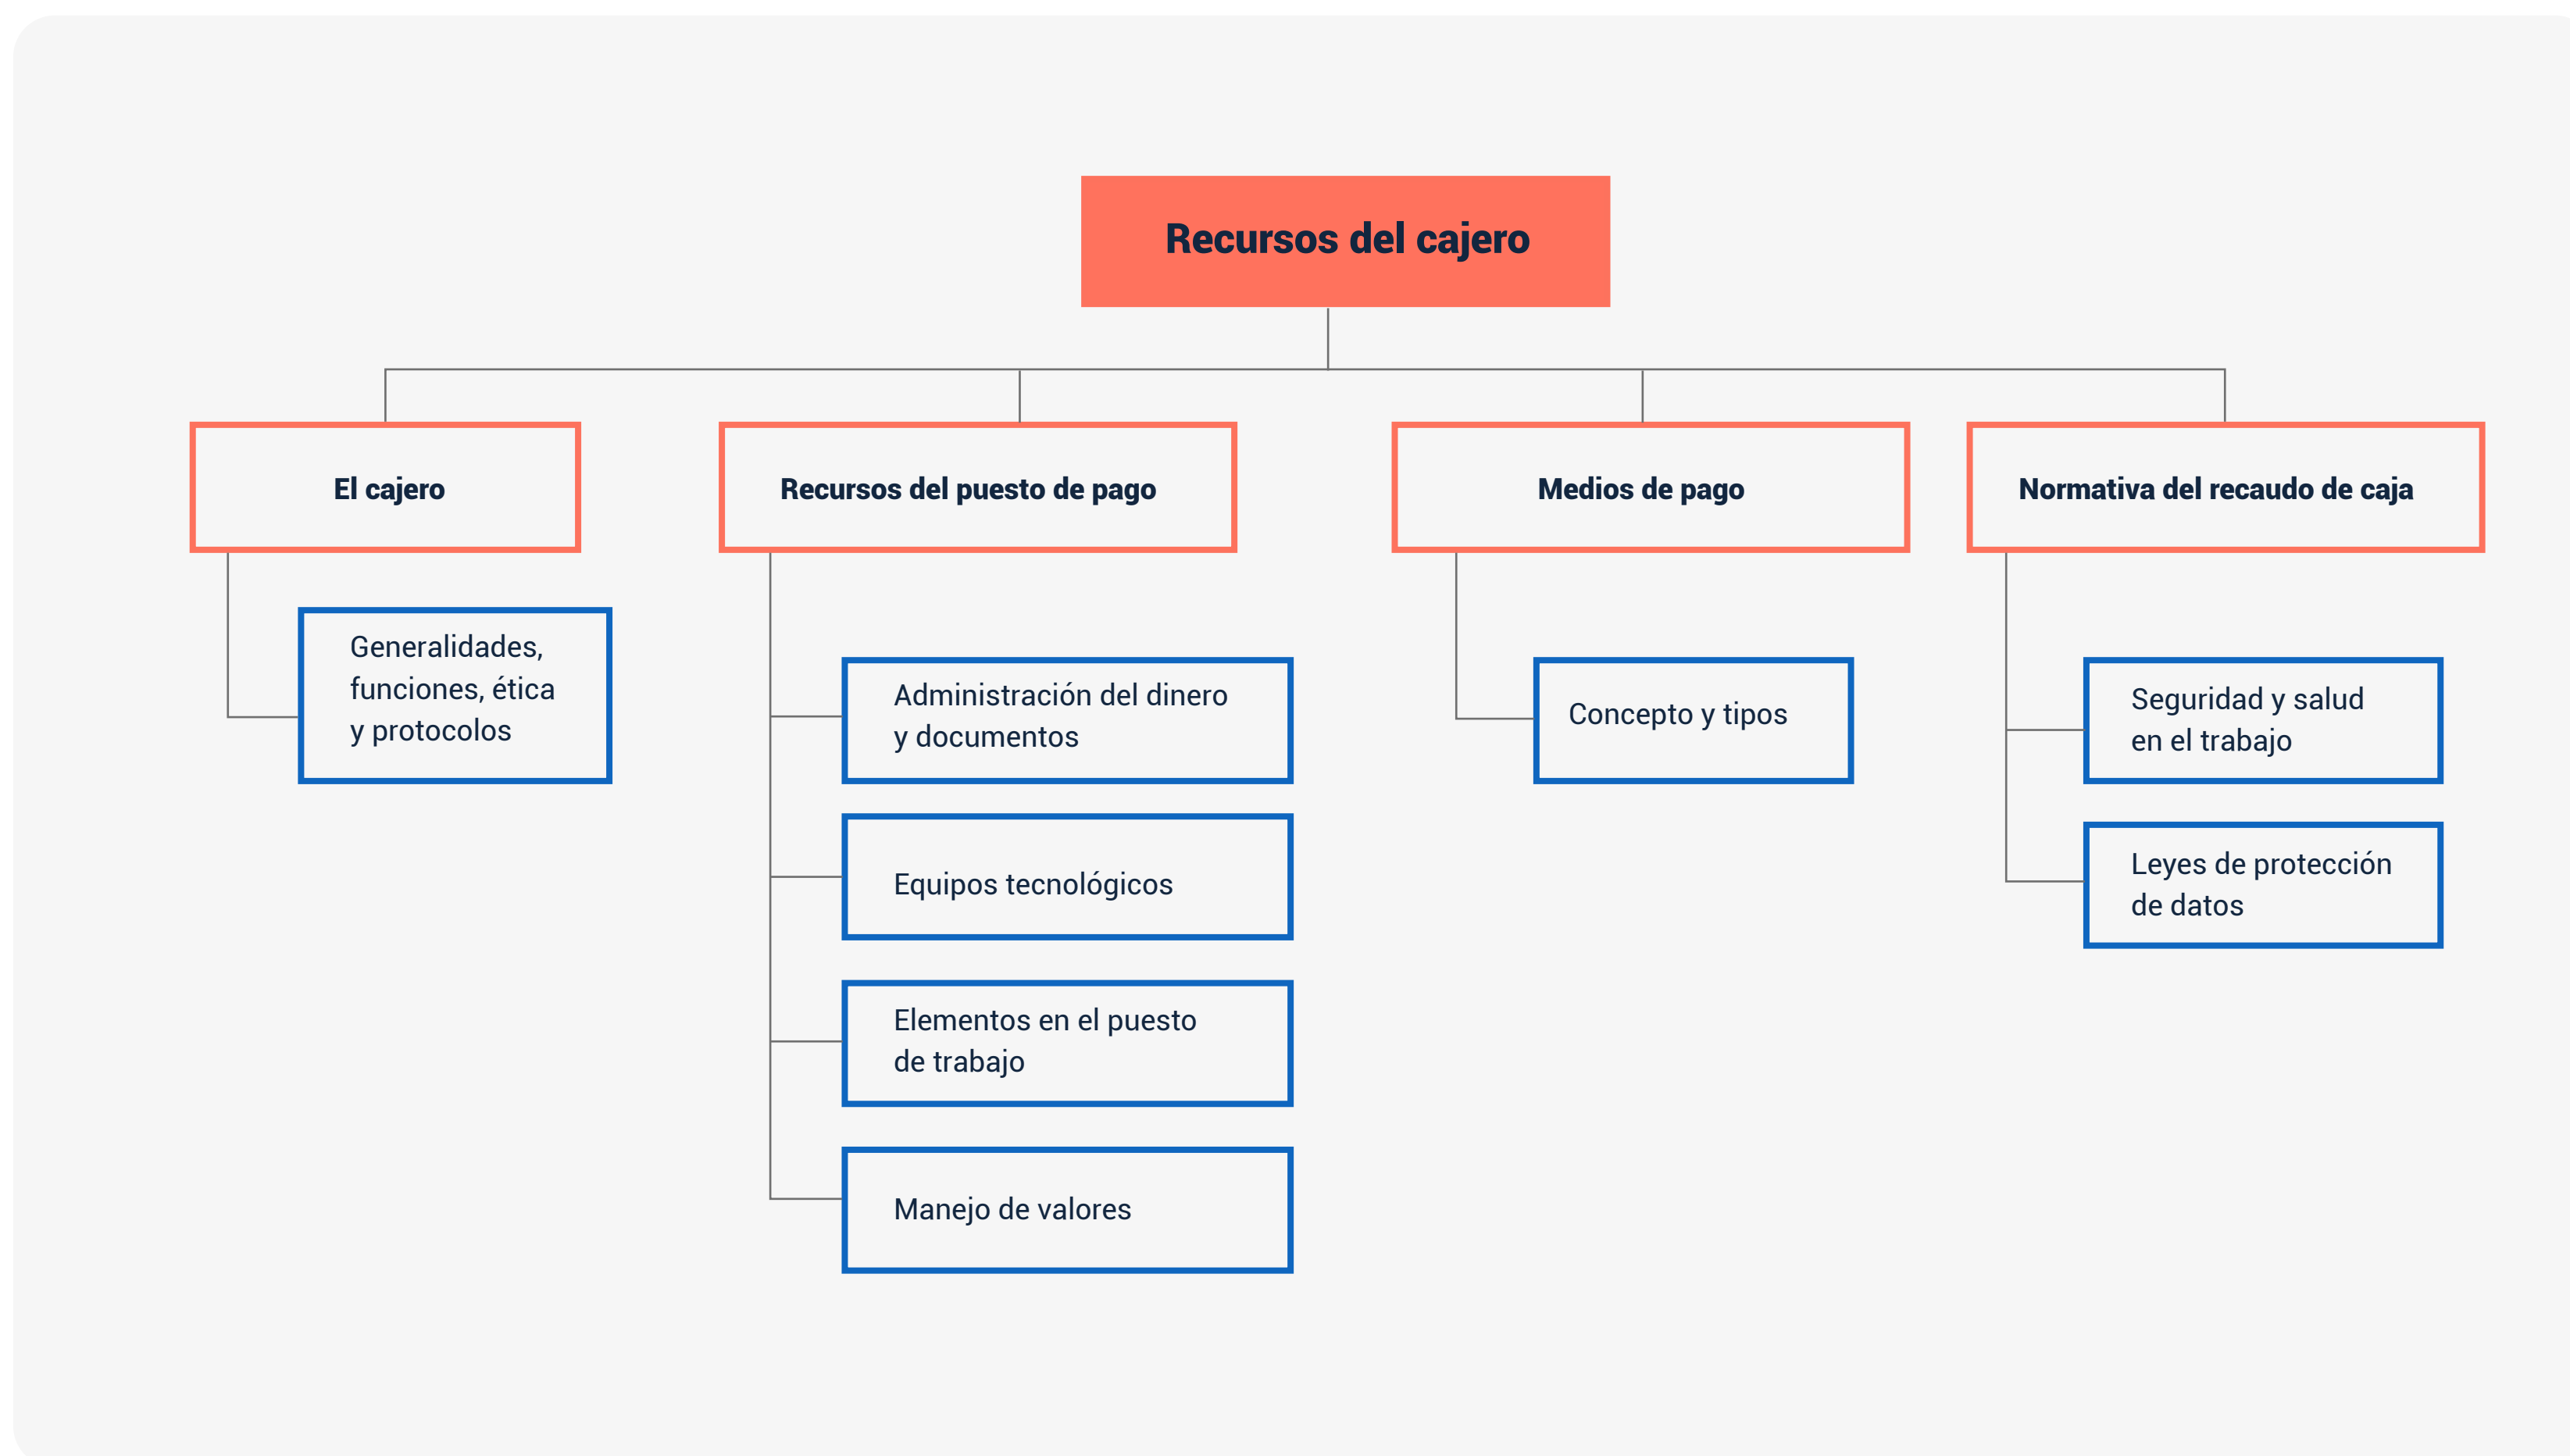 Recursos del cajero
El cajero
Recursos del puesto de pago
Medios de pago
Normativa del recaudo de caja
Generalidades,
funciones, ética
y protocolos
Administración del dinero
y documentos
Equipos tecnológicos
Elementos en el puesto
de trabajo
Manejo de valores
Concepto y tipos
Seguridad y salud
en el trabajo
Leyes de protección
de datos